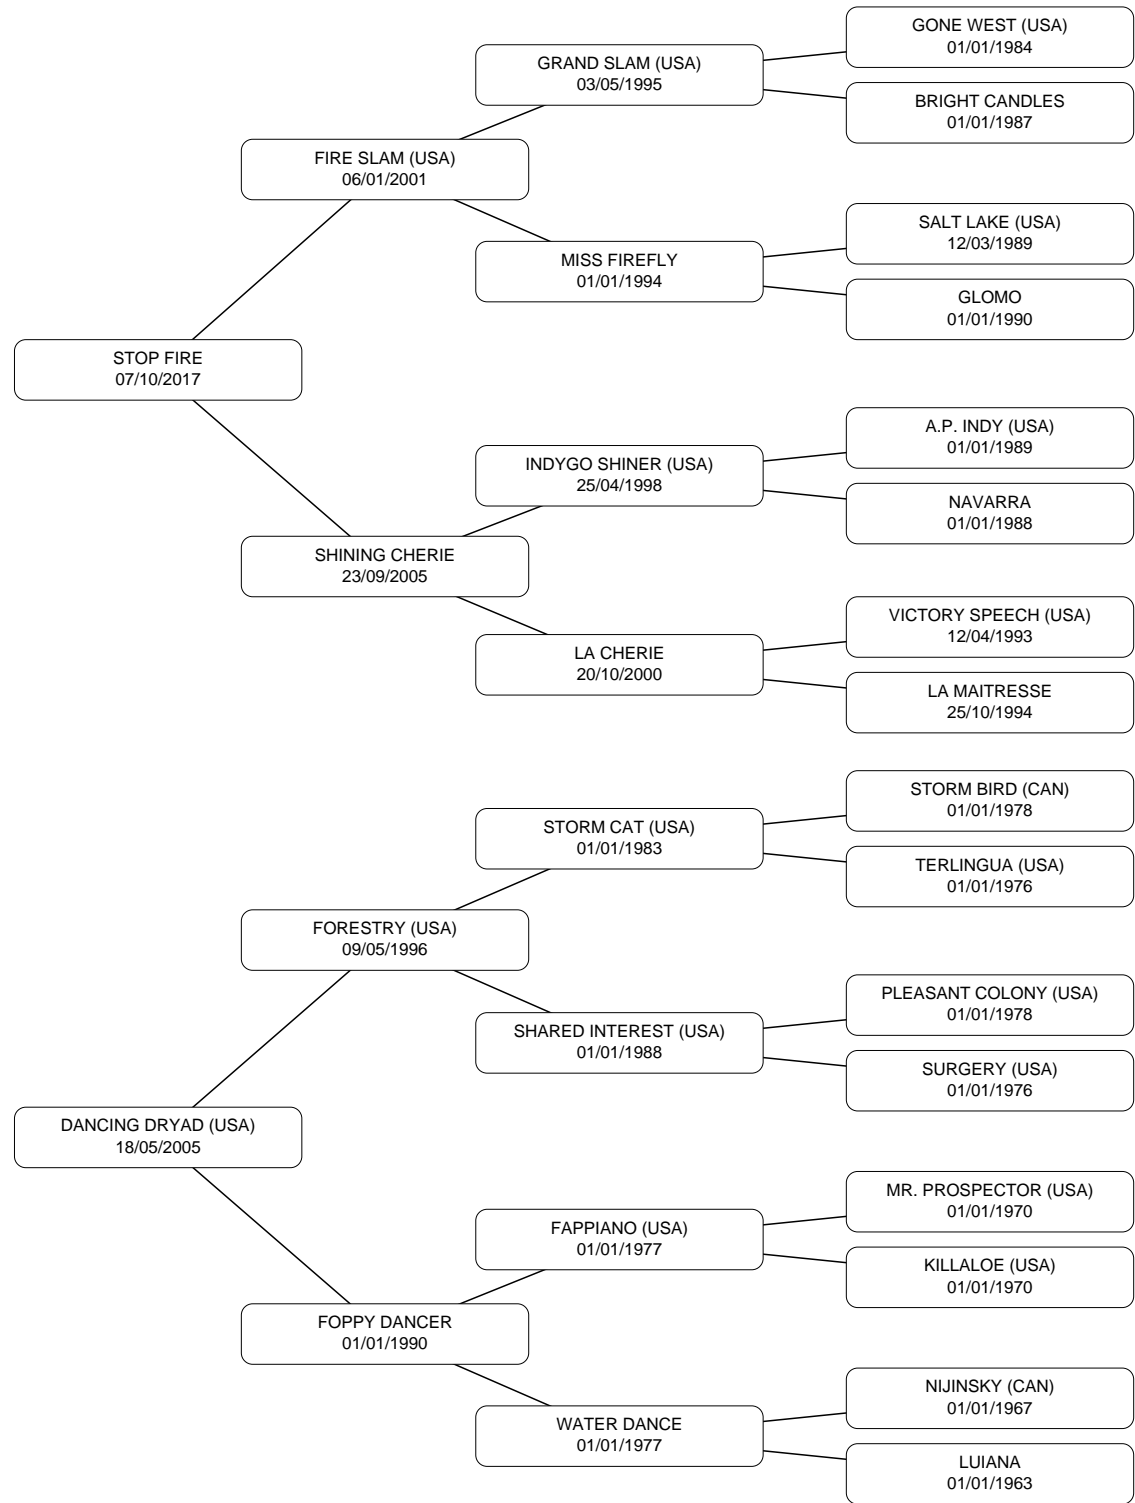 GONE WEST (USA)
01/01/1984
GRAND SLAM (USA)
03/05/1995
BRIGHT CANDLES
01/01/1987
FIRE SLAM (USA)
06/01/2001
SALT LAKE (USA)
12/03/1989
MISS FIREFLY
01/01/1994
GLOMO
01/01/1990
STOP FIRE
07/10/2017
A.P. INDY (USA)
01/01/1989
INDYGO SHINER (USA)
25/04/1998
NAVARRA
01/01/1988
SHINING CHERIE
23/09/2005
VICTORY SPEECH (USA)
12/04/1993
LA CHERIE
20/10/2000
LA MAITRESSE
25/10/1994
STORM BIRD (CAN)
01/01/1978
STORM CAT (USA)
01/01/1983
TERLINGUA (USA)
01/01/1976
FORESTRY (USA)
09/05/1996
PLEASANT COLONY (USA)
01/01/1978
SHARED INTEREST (USA)
01/01/1988
SURGERY (USA)
01/01/1976
DANCING DRYAD (USA)
18/05/2005
MR. PROSPECTOR (USA)
01/01/1970
FAPPIANO (USA)
01/01/1977
KILLALOE (USA)
01/01/1970
FOPPY DANCER
01/01/1990
NIJINSKY (CAN)
01/01/1967
WATER DANCE
01/01/1977
LUIANA
01/01/1963